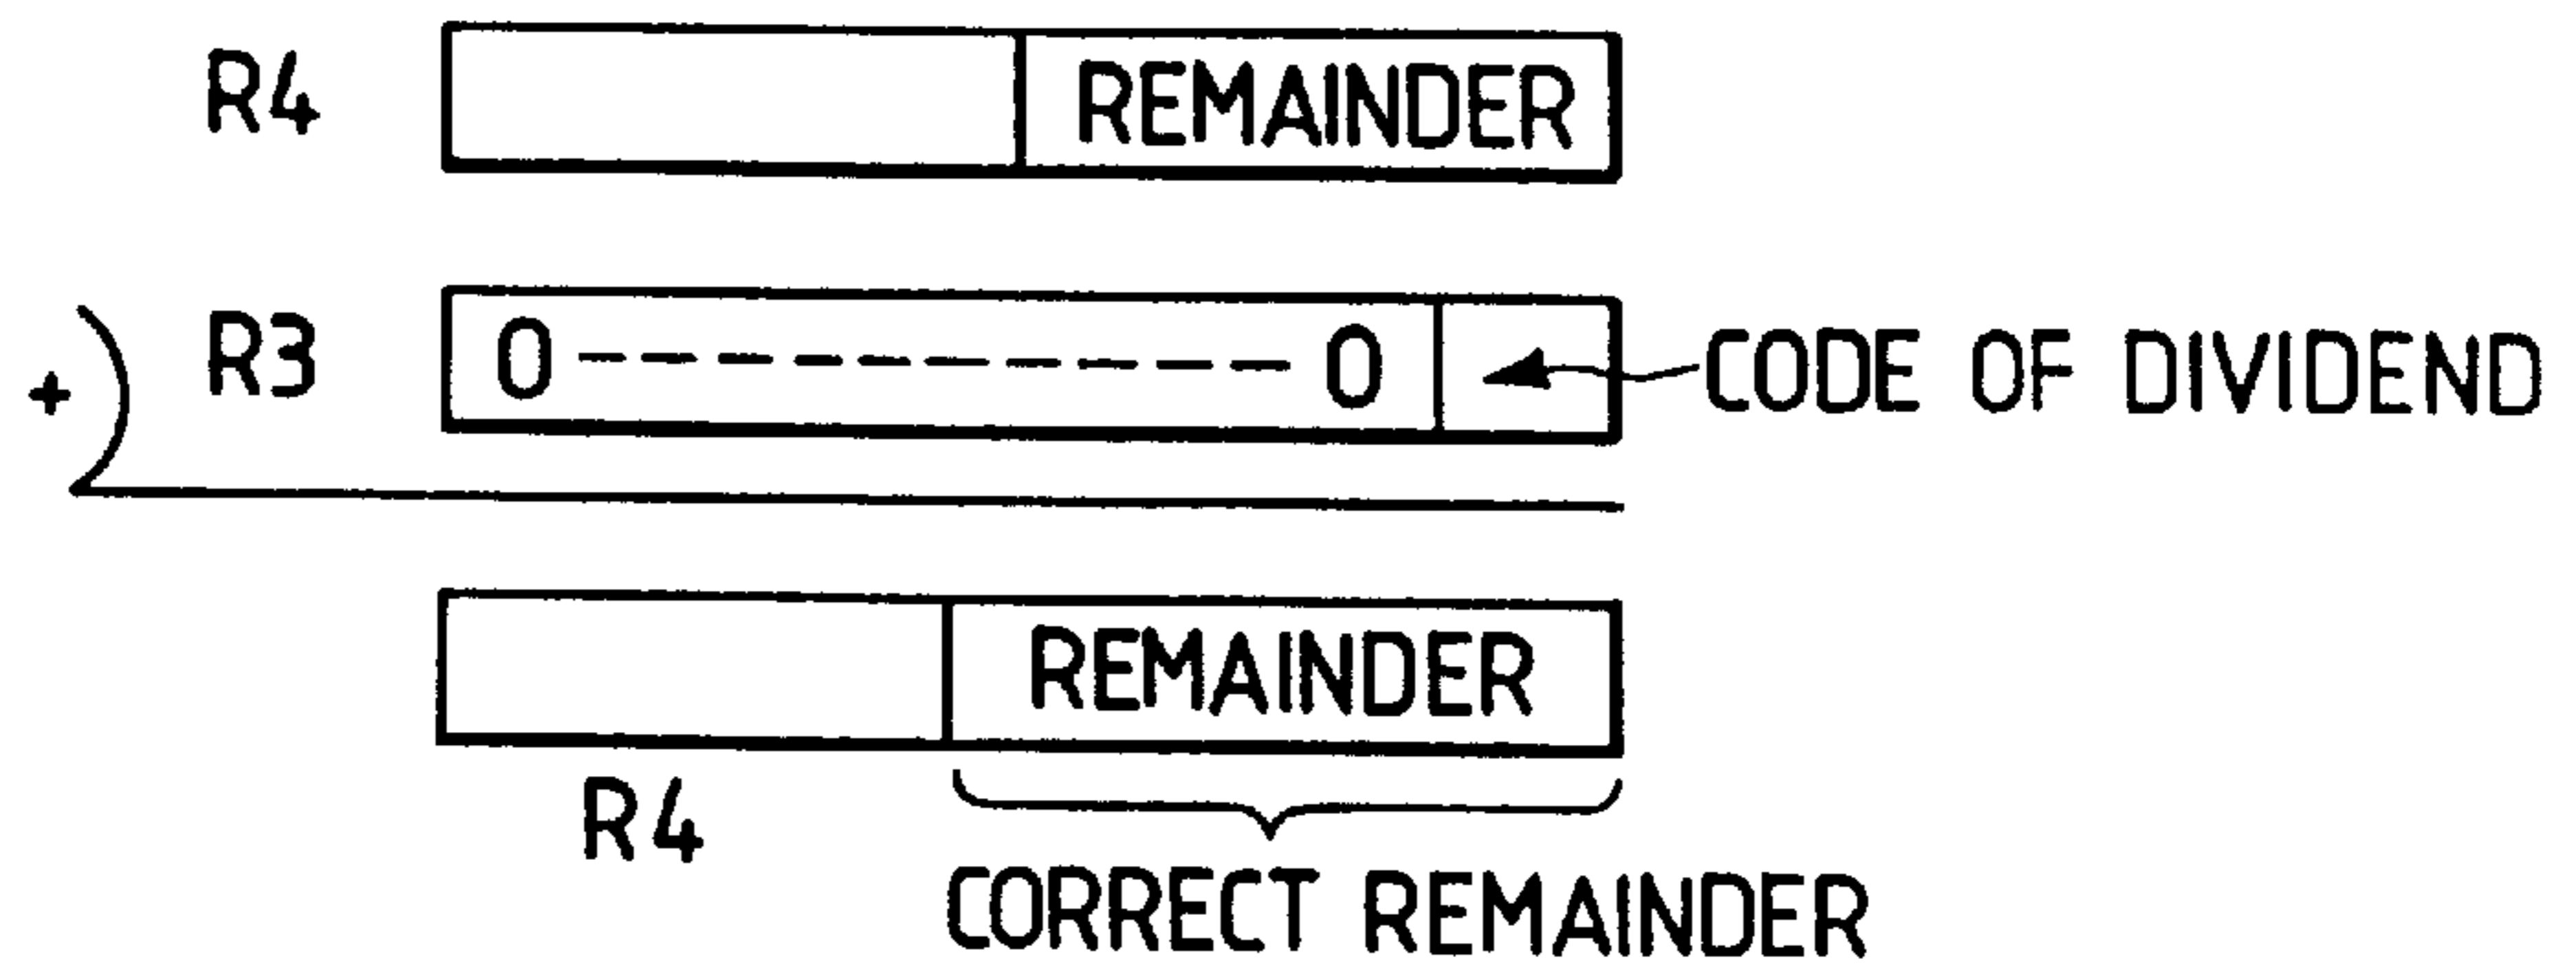 R4 REMAINDER
+ R3 0 -------- 0 CODE OF DIVIDEND
REMAINDER
R4
CORRECT REMAINDER